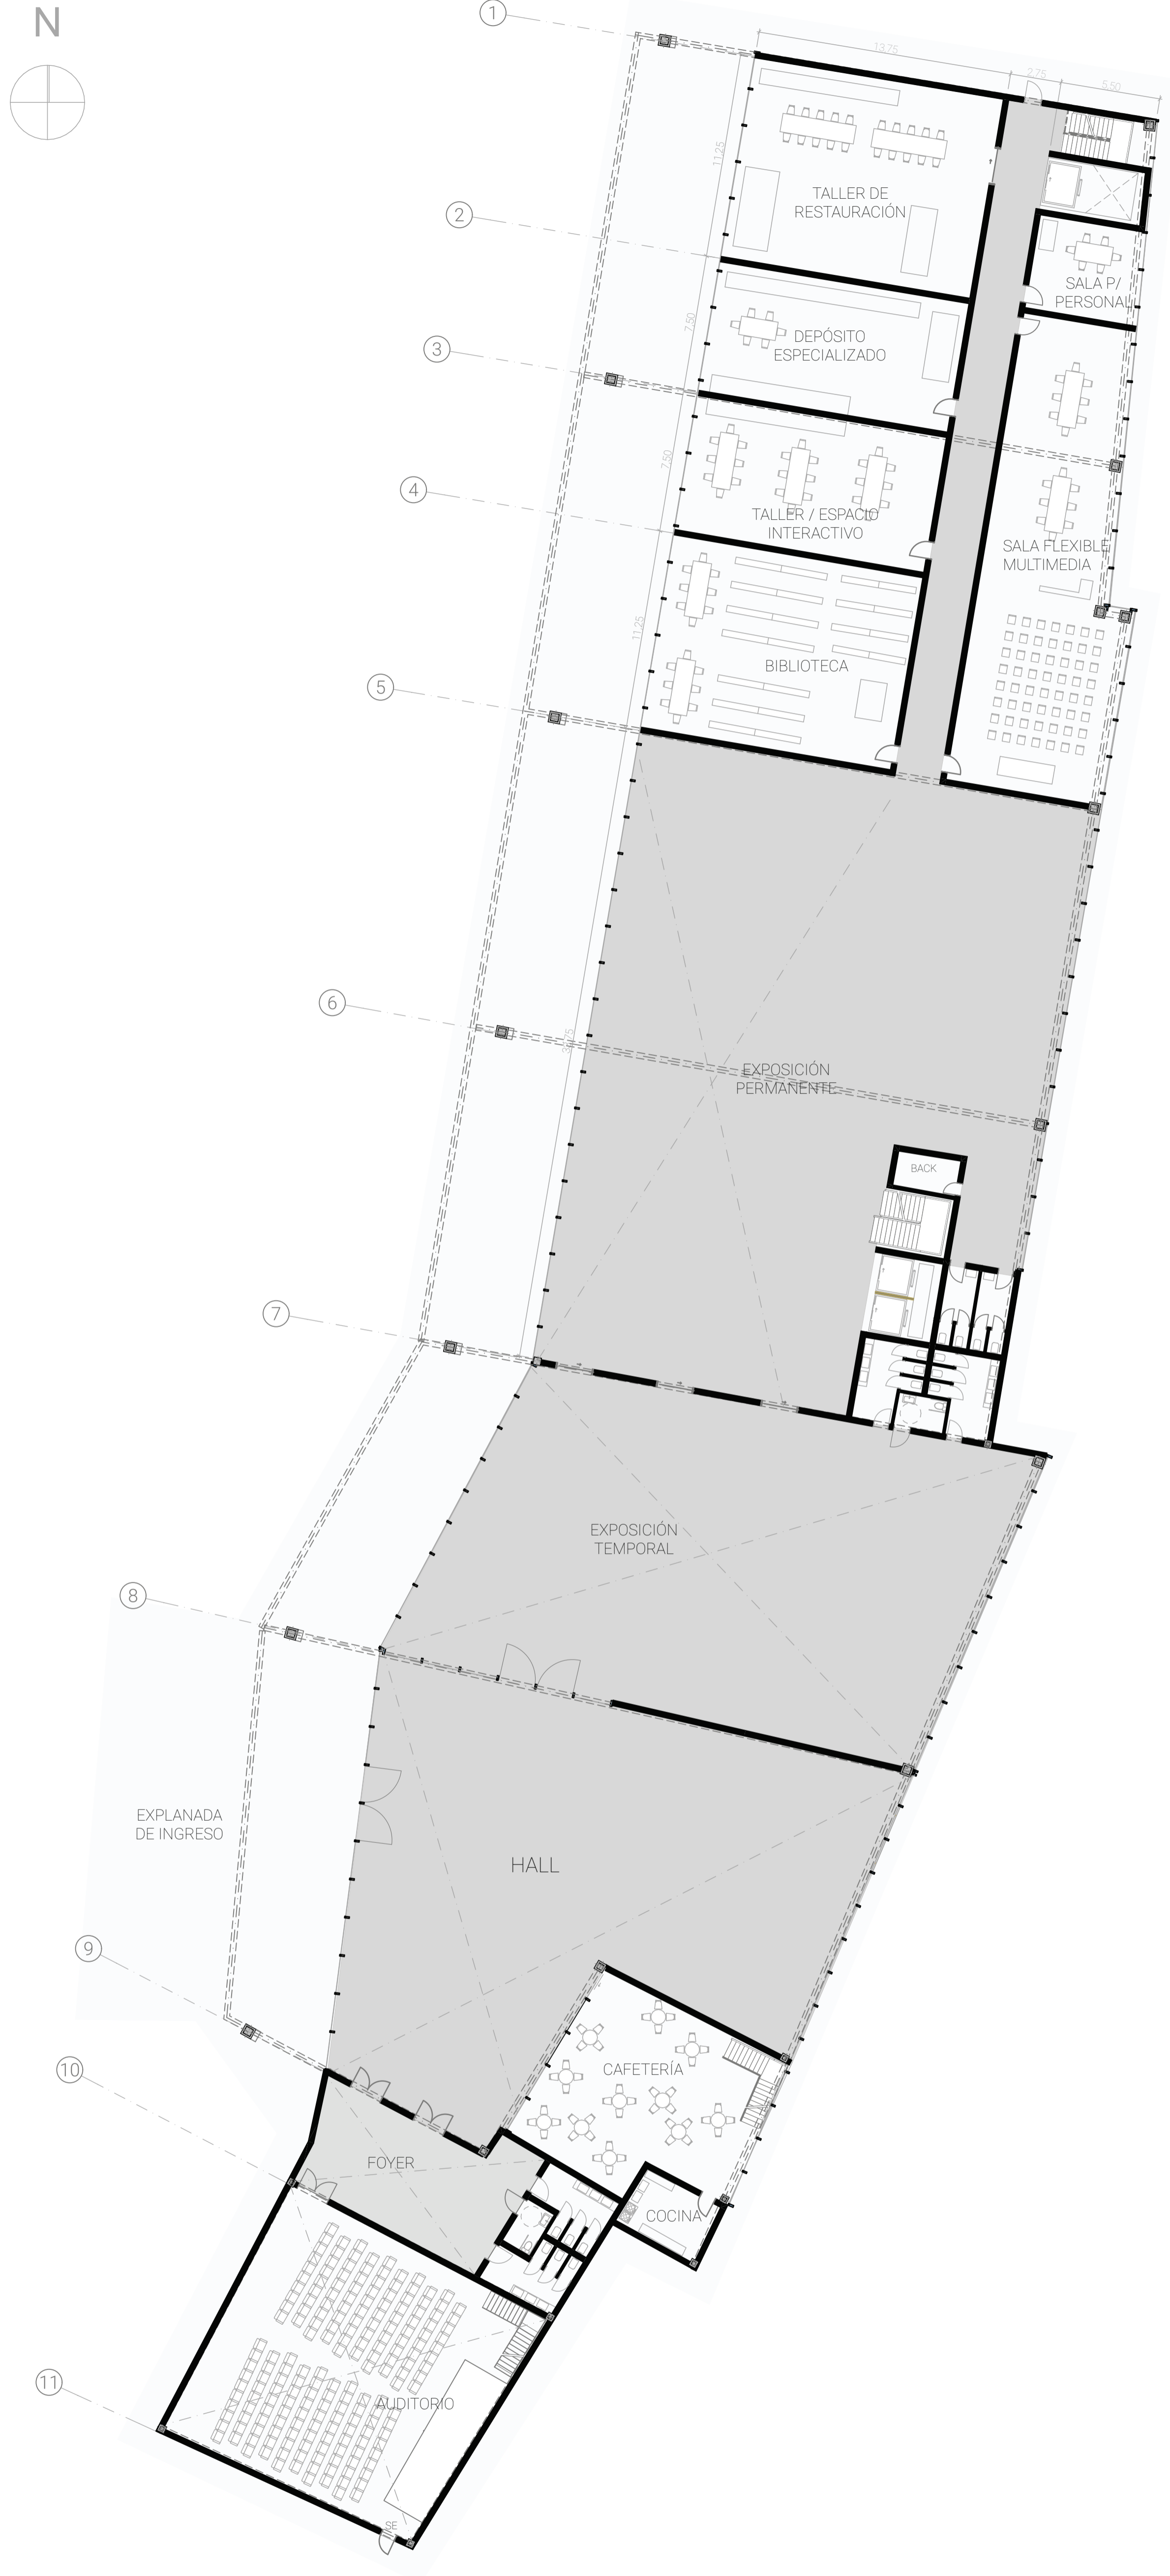 N
1
13.75
2.75
5.50
11.25
TALLER DE
RESTAURACIÓN
2
SALA P/
PERSONAL
7.50
DEPÓSITO
ESPECIALIZADO
3
7.50
4
TALLER / ESPACIO
INTERACTIVO
SALA FLEXIBLE
MULTIMEDIA
11.25
BIBLIOTECA
5
6
EXPOSICIÓN
PERMANENTE
BACK
7
EXPOSICIÓN
TEMPORAL
8
EXPLANADA
DE INGRESO
HALL
9
10
CAFETERÍA
FOYER
COCINA
11
AUDITORIO
SE